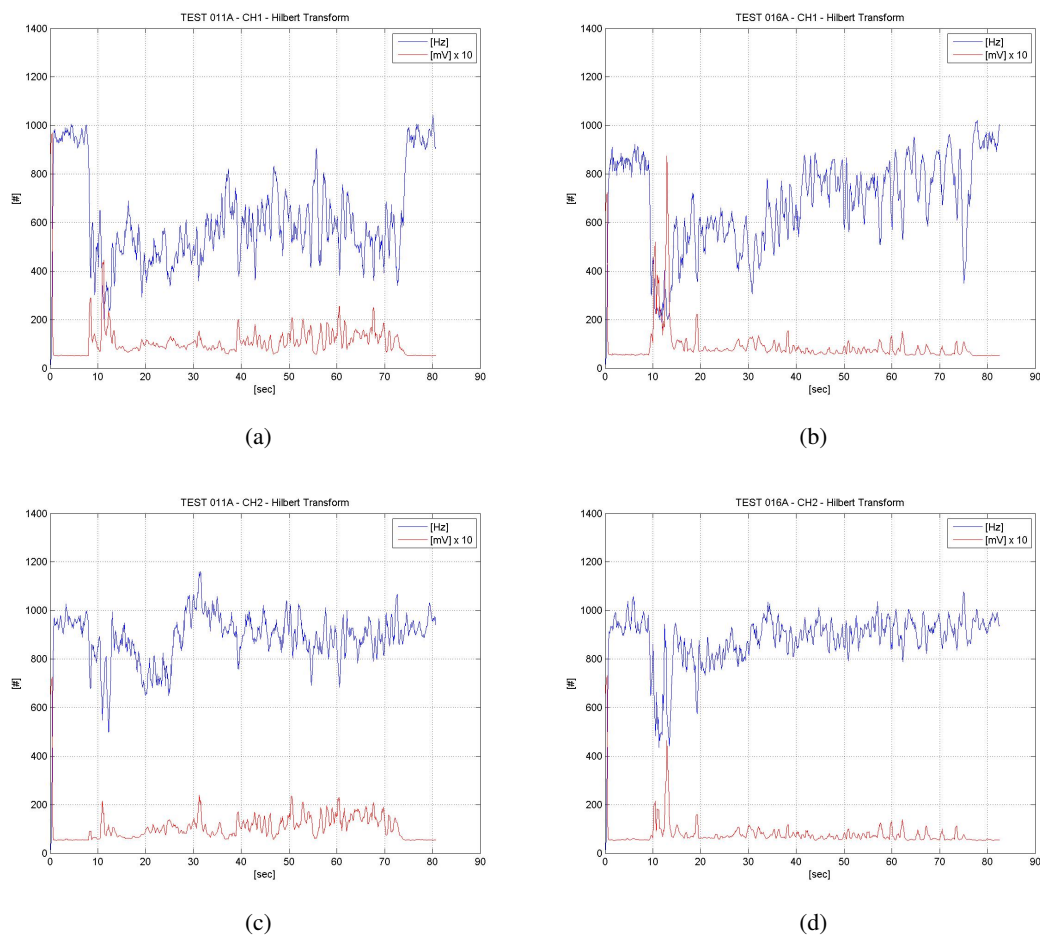 TEST 011A - CH1 - Hilbert Transform
1400
1200
1000
800
600
400
200
0
[#]
[Hz]
[mV] x 10
0 10 20 30 40 50 60 70 80 90
[sec]
(a)
TEST 016A - CH1 - Hilbert Transform
1400
1200
1000
800
600
400
200
0
[#]
[Hz]
[mV] x 10
0 10 20 30 40 50 60 70 80 90
[sec]
(b)
TEST 011A - CH2 - Hilbert Transform
1400
1200
1000
800
600
400
200
0
[#]
[Hz]
[mV] x 10
0 10 20 30 40 50 60 70 80 90
[sec]
(c)
TEST 016A - CH2 - Hilbert Transform
1400
1200
1000
800
600
400
200
0
[#]
[Hz]
[mV] x 10
0 10 20 30 40 50 60 70 80 90
[sec]
(d)